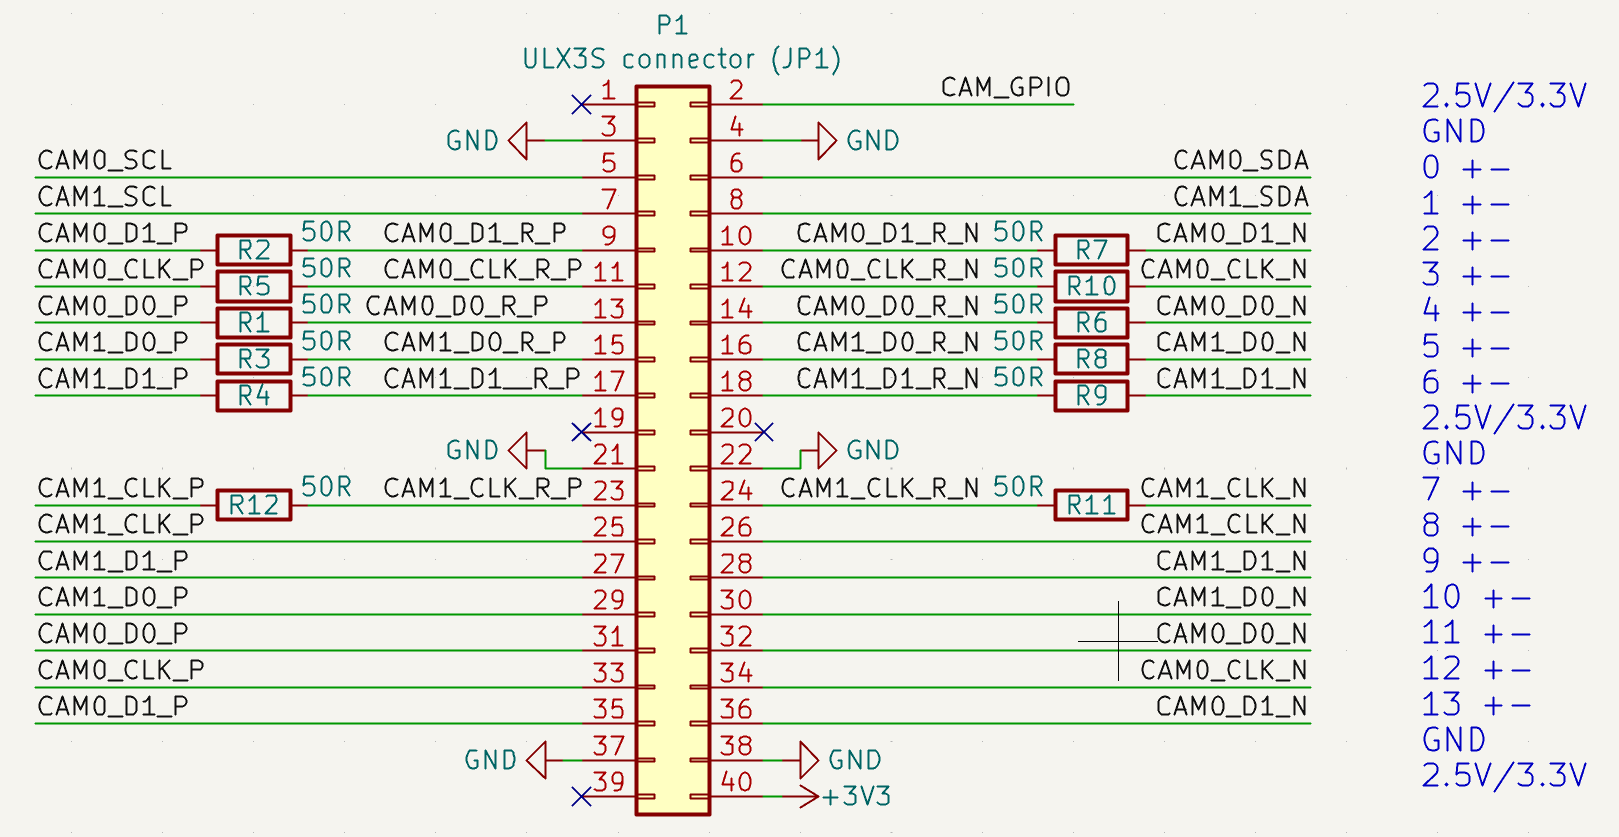 P1
ULX3S connector (JP1)
1 2 CAM_GPIO 2.5V/3.3V
GND 3 4 GND GND
CAM0_SCL 5 6 CAM0_SDA 0 +-
CAM1_SCL 7 8 CAM1_SDA 1 +-
CAM0_D1_P R2 50R CAM0_D1_R_P 9 10 CAM0_D1_R_N 50R R7 CAM0_D1_N 2 +-
CAM0_CLK_P R5 50R CAM0_CLK_R_P 11 12 CAM0_CLK_R_N 50R R10 CAM0_CLK_N 3 +-
CAM0_D0_P R1 50R CAM0_D0_R_P 13 14 CAM0_D0_R_N 50R R6 CAM0_D0_N 4 +-
CAM1_D0_P R3 50R CAM1_D0_R_P 15 16 CAM1_D0_R_N 50R R8 CAM1_D0_N 5 +-
CAM1_D1_P R4 50R CAM1_D1__R_P 17 18 CAM1_D1_R_N 50R R9 CAM1_D1_N 6 +-
19 20 2.5V/3.3V
GND 21 22 GND GND
CAM1_CLK_P R12 50R CAM1_CLK_R_P 23 24 CAM1_CLK_R_N 50R R11 CAM1_CLK_N 7 +-
CAM1_CLK_P 25 26 CAM1_CLK_N 8 +-
CAM1_D1_P 27 28 CAM1_D1_N 9 +-
CAM1_D0_P 29 30 CAM1_D0_N 10 +-
CAM0_D0_P 31 32 CAM0_D0_N 11 +-
CAM0_CLK_P 33 34 CAM0_CLK_N 12 +-
CAM0_D1_P 35 36 CAM0_D1_N 13 +-
GND 37 38 GND GND
39 40 +3V3 2.5V/3.3V